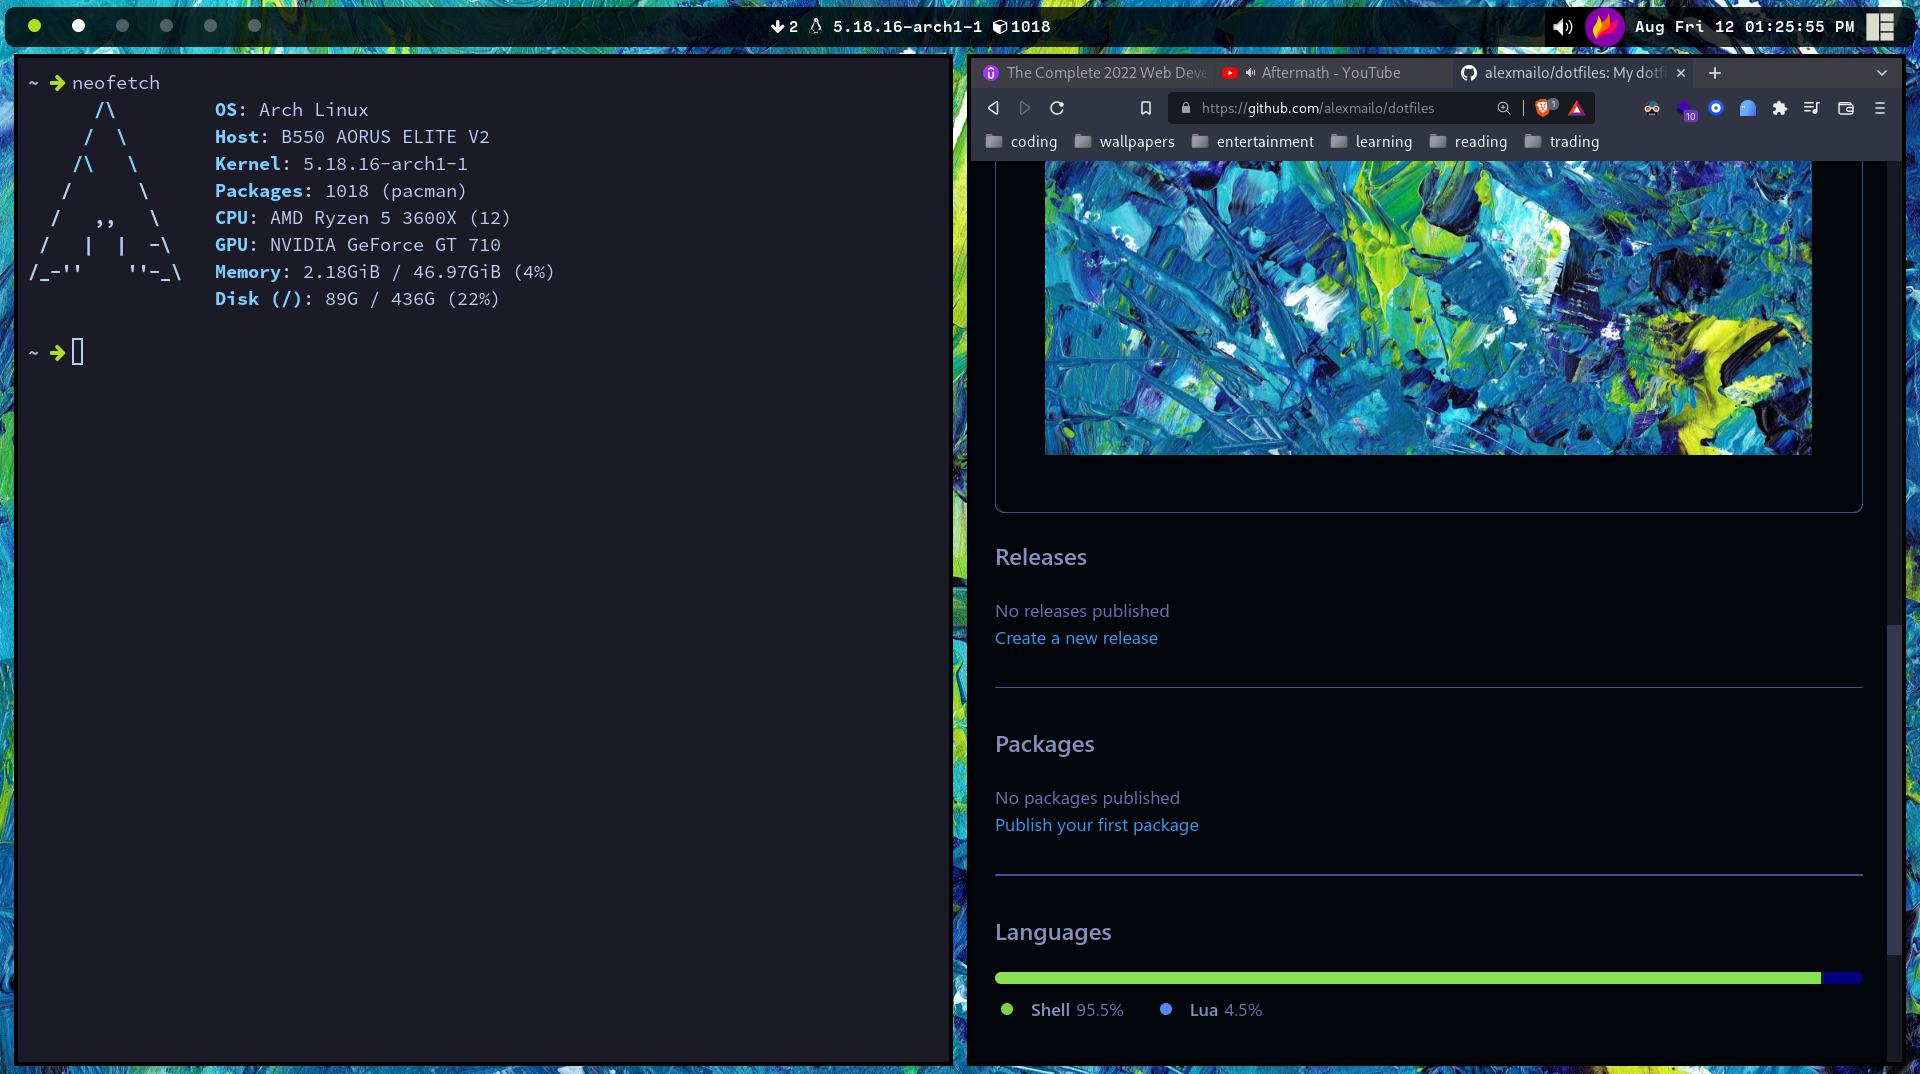 2 5.18.16-arch1-1 1018
Aug Fri 12 01:25:55 PM
~ neofetch
/\
/  \
/\   \
/      \
/   ,,   \
/   |  |  -\
/_-''    ''-_\
OS: Arch Linux
Host: B550 AORUS ELITE V2
Kernel: 5.18.16-arch1-1
Packages: 1018 (pacman)
CPU: AMD Ryzen 5 3600X (12)
GPU: NVIDIA GeForce GT 710
Memory: 2.18GiB / 46.97GiB (4%)
Disk (/): 89G / 436G (22%)
~
The Complete 2022 Web Deve
Aftermath - YouTube
alexmailo/dotfiles: My dotf
https://github.com/alexmailo/dotfiles
1
10
coding wallpapers entertainment learning reading trading
Releases
No releases published
Create a new release
Packages
No packages published
Publish your first package
Languages
Shell 95.5% Lua 4.5%